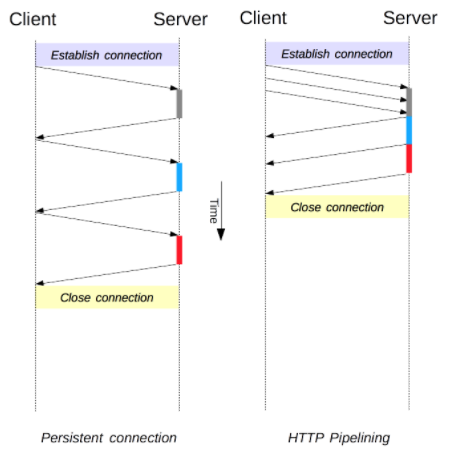 Client Server
Establish connection
Time
Close connection
Persistent connection
Client Server
Establish connection
Close connection
HTTP Pipelining